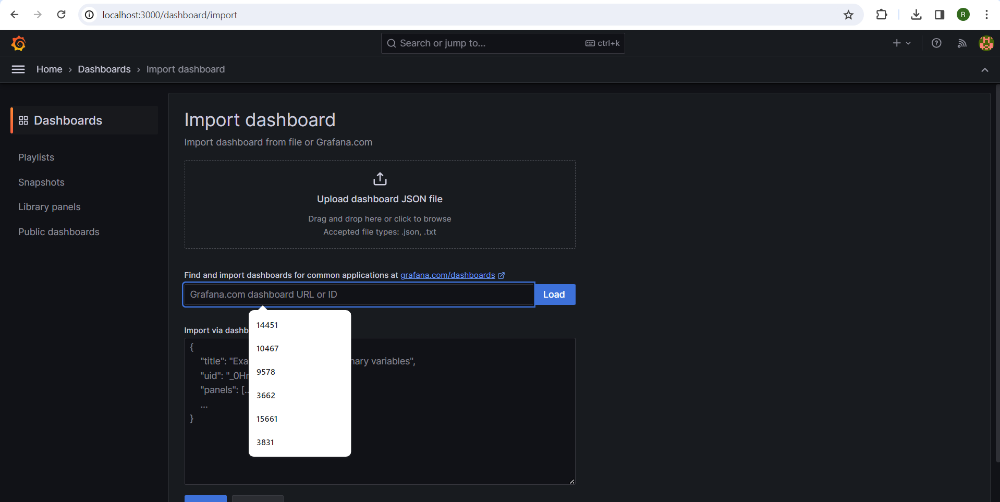 localhost:3000/dashboard/import
R
Search or jump to...
ctrl+k
Home › Dashboards › Import dashboard
Dashboards
Playlists
Snapshots
Library panels
Public dashboards
Import dashboard
Import dashboard from file or Grafana.com
Upload dashboard JSON file
Drag and drop here or click to browse
Accepted file types: .json, .txt
Find and import dashboards for common applications at grafana.com/dashboards
Grafana.com dashboard URL or ID
Load
14451
10467
9578
3662
15661
3831
Import via dashb
{
"title": "Exa nary variables",
"uid": "_0Hr
"panels": [..
...
}